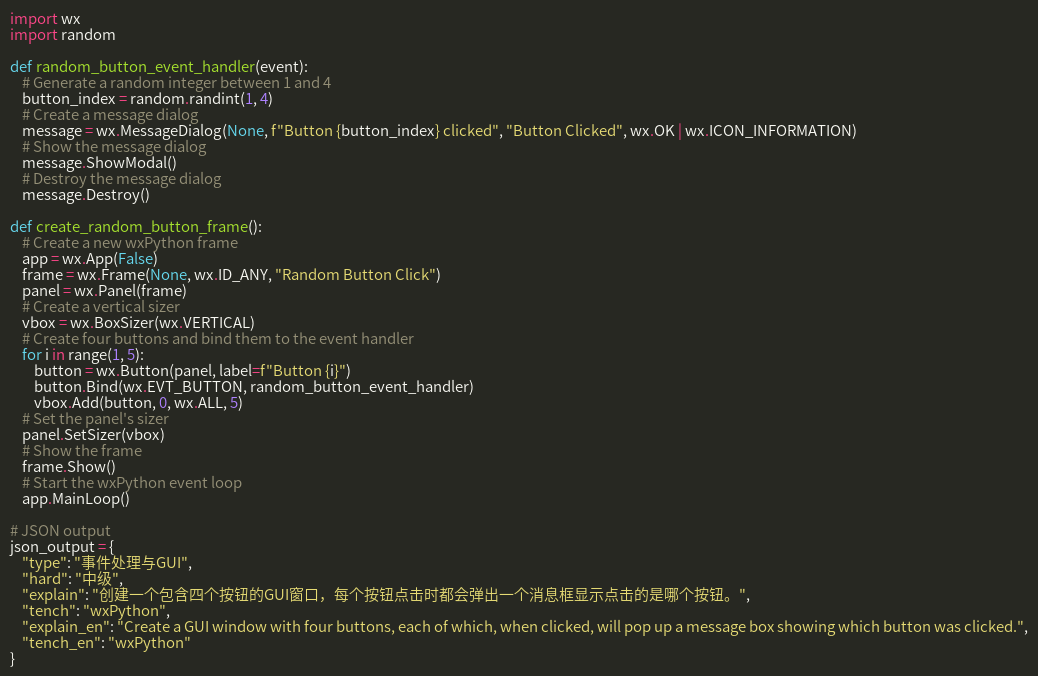 import wx
import random

def random_button_event_handler(event):
    # Generate a random integer between 1 and 4
    button_index = random.randint(1, 4)
    # Create a message dialog
    message = wx.MessageDialog(None, f"Button {button_index} clicked", "Button Clicked", wx.OK | wx.ICON_INFORMATION)
    # Show the message dialog
    message.ShowModal()
    # Destroy the message dialog
    message.Destroy()

def create_random_button_frame():
    # Create a new wxPython frame
    app = wx.App(False)
    frame = wx.Frame(None, wx.ID_ANY, "Random Button Click")
    panel = wx.Panel(frame)
    # Create a vertical sizer
    vbox = wx.BoxSizer(wx.VERTICAL)
    # Create four buttons and bind them to the event handler
    for i in range(1, 5):
        button = wx.Button(panel, label=f"Button {i}")
        button.Bind(wx.EVT_BUTTON, random_button_event_handler)
        vbox.Add(button, 0, wx.ALL, 5)
    # Set the panel's sizer
    panel.SetSizer(vbox)
    # Show the frame
    frame.Show()
    # Start the wxPython event loop
    app.MainLoop()

# JSON output
json_output = {
    "type": "事件处理与GUI",
    "hard": "中级",
    "explain": "创建一个包含四个按钮的GUI窗口，每个按钮点击时都会弹出一个消息框显示点击的是哪个按钮。",
    "tench": "wxPython",
    "explain_en": "Create a GUI window with four buttons, each of which, when clicked, will pop up a message box showing which button was clicked.",
    "tench_en": "wxPython"
}